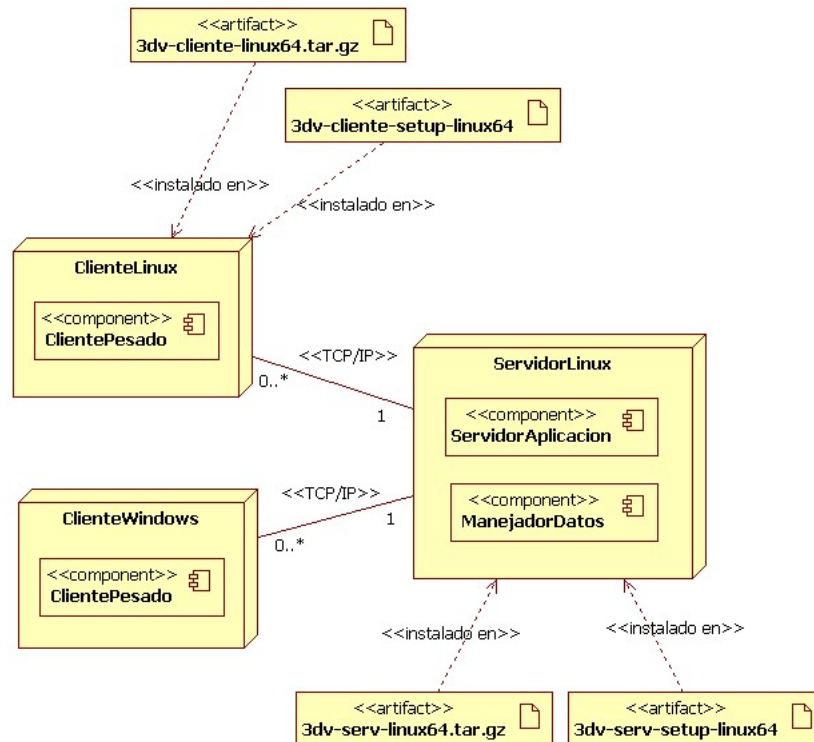 <<artifact>>
3dv-cliente-linux64.tar.gz
<<artifact>>
3dv-cliente-setup-linux64
<<instalado en>>
<<instalado en>>
ClienteLinux
<<component>>
ClientePesado
<<TCP/IP>>
0..*
1
ServidorLinux
<<component>>
ServidorAplicacion
<<component>>
ManejadorDatos
<<TCP/IP>>
1
0..*
ClienteWindows
<<component>>
ClientePesado
<<instalado en>>
<<instalado en>>
<<artifact>>
3dv-serv-linux64.tar.gz
<<artifact>>
3dv-serv-setup-linux64